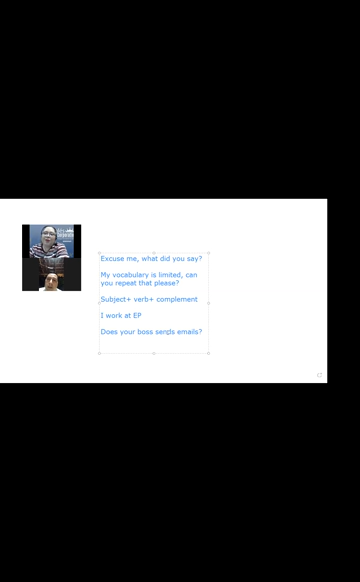 Excuse me, what did you say?
My vocabulary is limited, can
you repeat that please?
Subject+ verb+ complement
I work at EP
Does your boss sends emails?